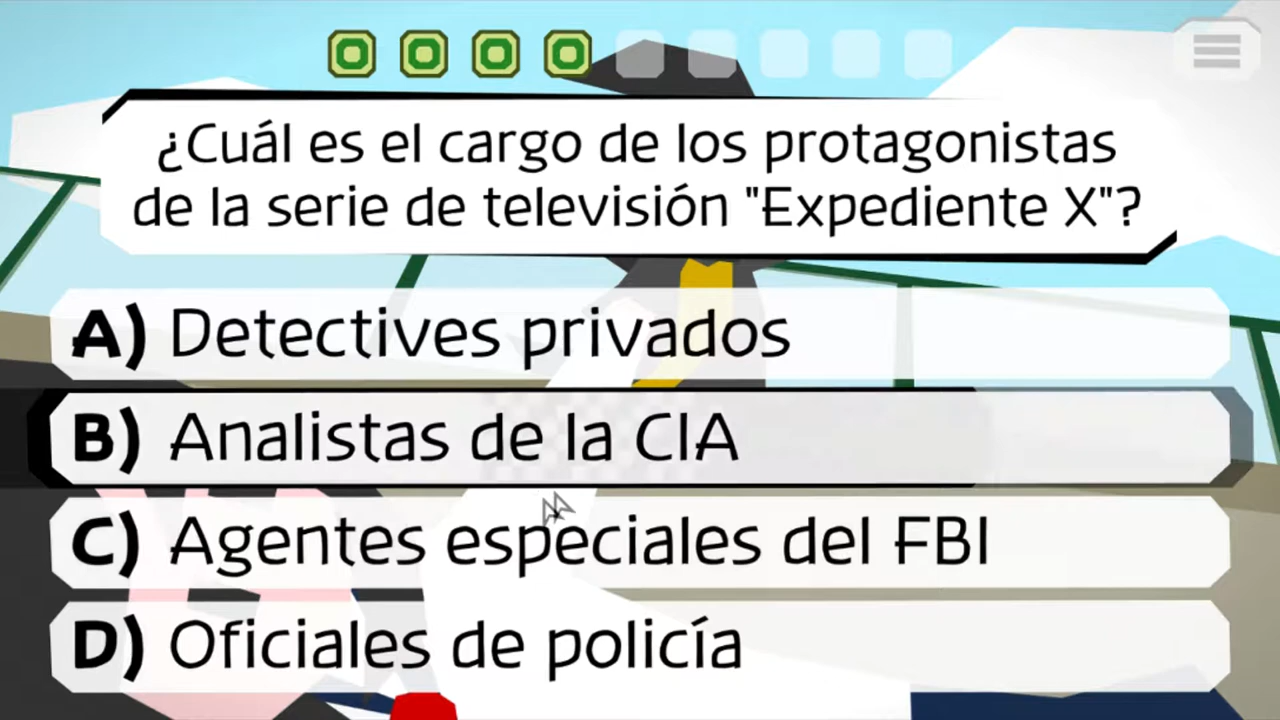 ¿Cuál es el cargo de los protagonistas
de la serie de televisión "Expediente X"?
A) Detectives privados
B) Analistas de la CIA
C) Agentes especiales del FBI
D) Oficiales de policía